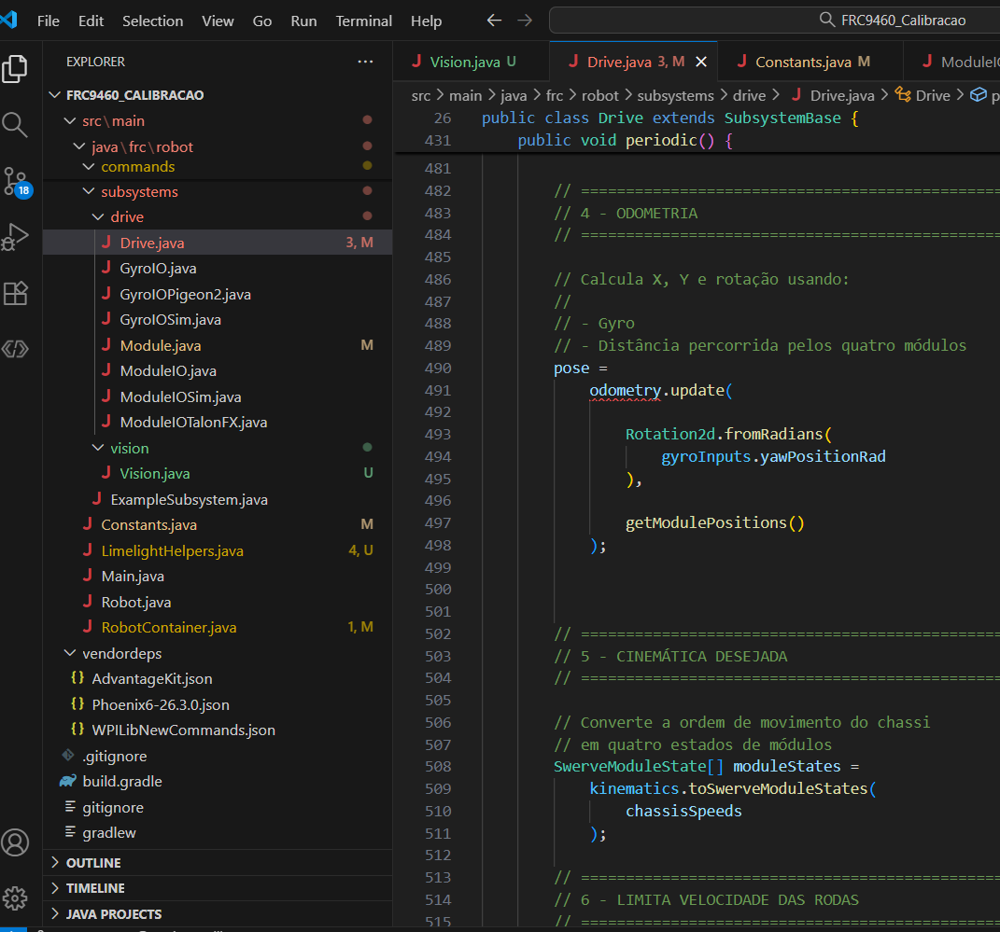 File Edit Selection View Go Run Terminal Help ← → FRC9460_Calibracao
EXPLORER ···
Vision.java U
Drive.java 3, M ×
Constants.java M
ModuleIO
FRC9460_CALIBRACAO
src > main > java > frc > robot > subsystems > drive > Drive.java > Drive > p
src\main
java\frc\robot
commands
subsystems
drive
Drive.java 3, M
GyroIO.java
GyroIOPigeon2.java
GyroIOSim.java
Module.java M
ModuleIO.java
ModuleIOSim.java
ModuleIOTalonFX.java
vision
Vision.java U
ExampleSubsystem.java
Constants.java M
LimelightHelpers.java 4, U
Main.java
Robot.java
RobotContainer.java 1, M
vendordeps
{} AdvantageKit.json
{} Phoenix6-26.3.0.json
{} WPILibNewCommands.json
.gitignore
build.gradle
gitignore
gradlew
OUTLINE
TIMELINE
JAVA PROJECTS
18
26 public class Drive extends SubsystemBase {
431 public void periodic() {
481
482 // ===============================================
483 // 4 - ODOMETRIA
484 // ===============================================
485
486 // Calcula X, Y e rotação usando:
487 //
488 // - Gyro
489 // - Distância percorrida pelos quatro módulos
490 pose =
491 odometry.update(
492
493 Rotation2d.fromRadians(
494 gyroInputs.yawPositionRad
495 ),
496
497 getModulePositions()
498 );
499
500
501
502 // ===============================================
503 // 5 - CINEMÁTICA DESEJADA
504 // ===============================================
505
506 // Converte a ordem de movimento do chassi
507 // em quatro estados de módulos
508 SwerveModuleState[] moduleStates =
509 kinematics.toSwerveModuleStates(
510 chassisSpeeds
511 );
512
513 // ===============================================
514 // 6 - LIMITA VELOCIDADE DAS RODAS
515 // ===============================================